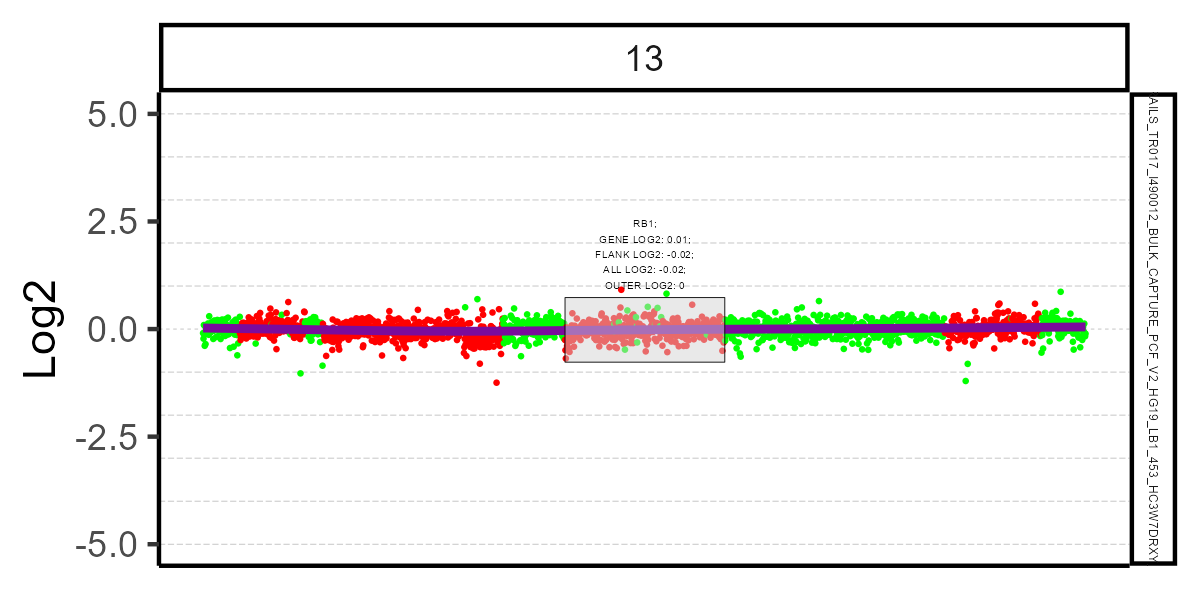 13
5.0
2.5
0.0
-2.5
-5.0
Log2
RB1;
GENE LOG2: 0.01;
FLANK LOG2: -0.02;
ALL LOG2: -0.02;
OUTER LOG2: 0
AILS_TR017_I490012_BULK_CAPTURE_PCF_V2_HG19_LB1_453_HC3W7DRXY